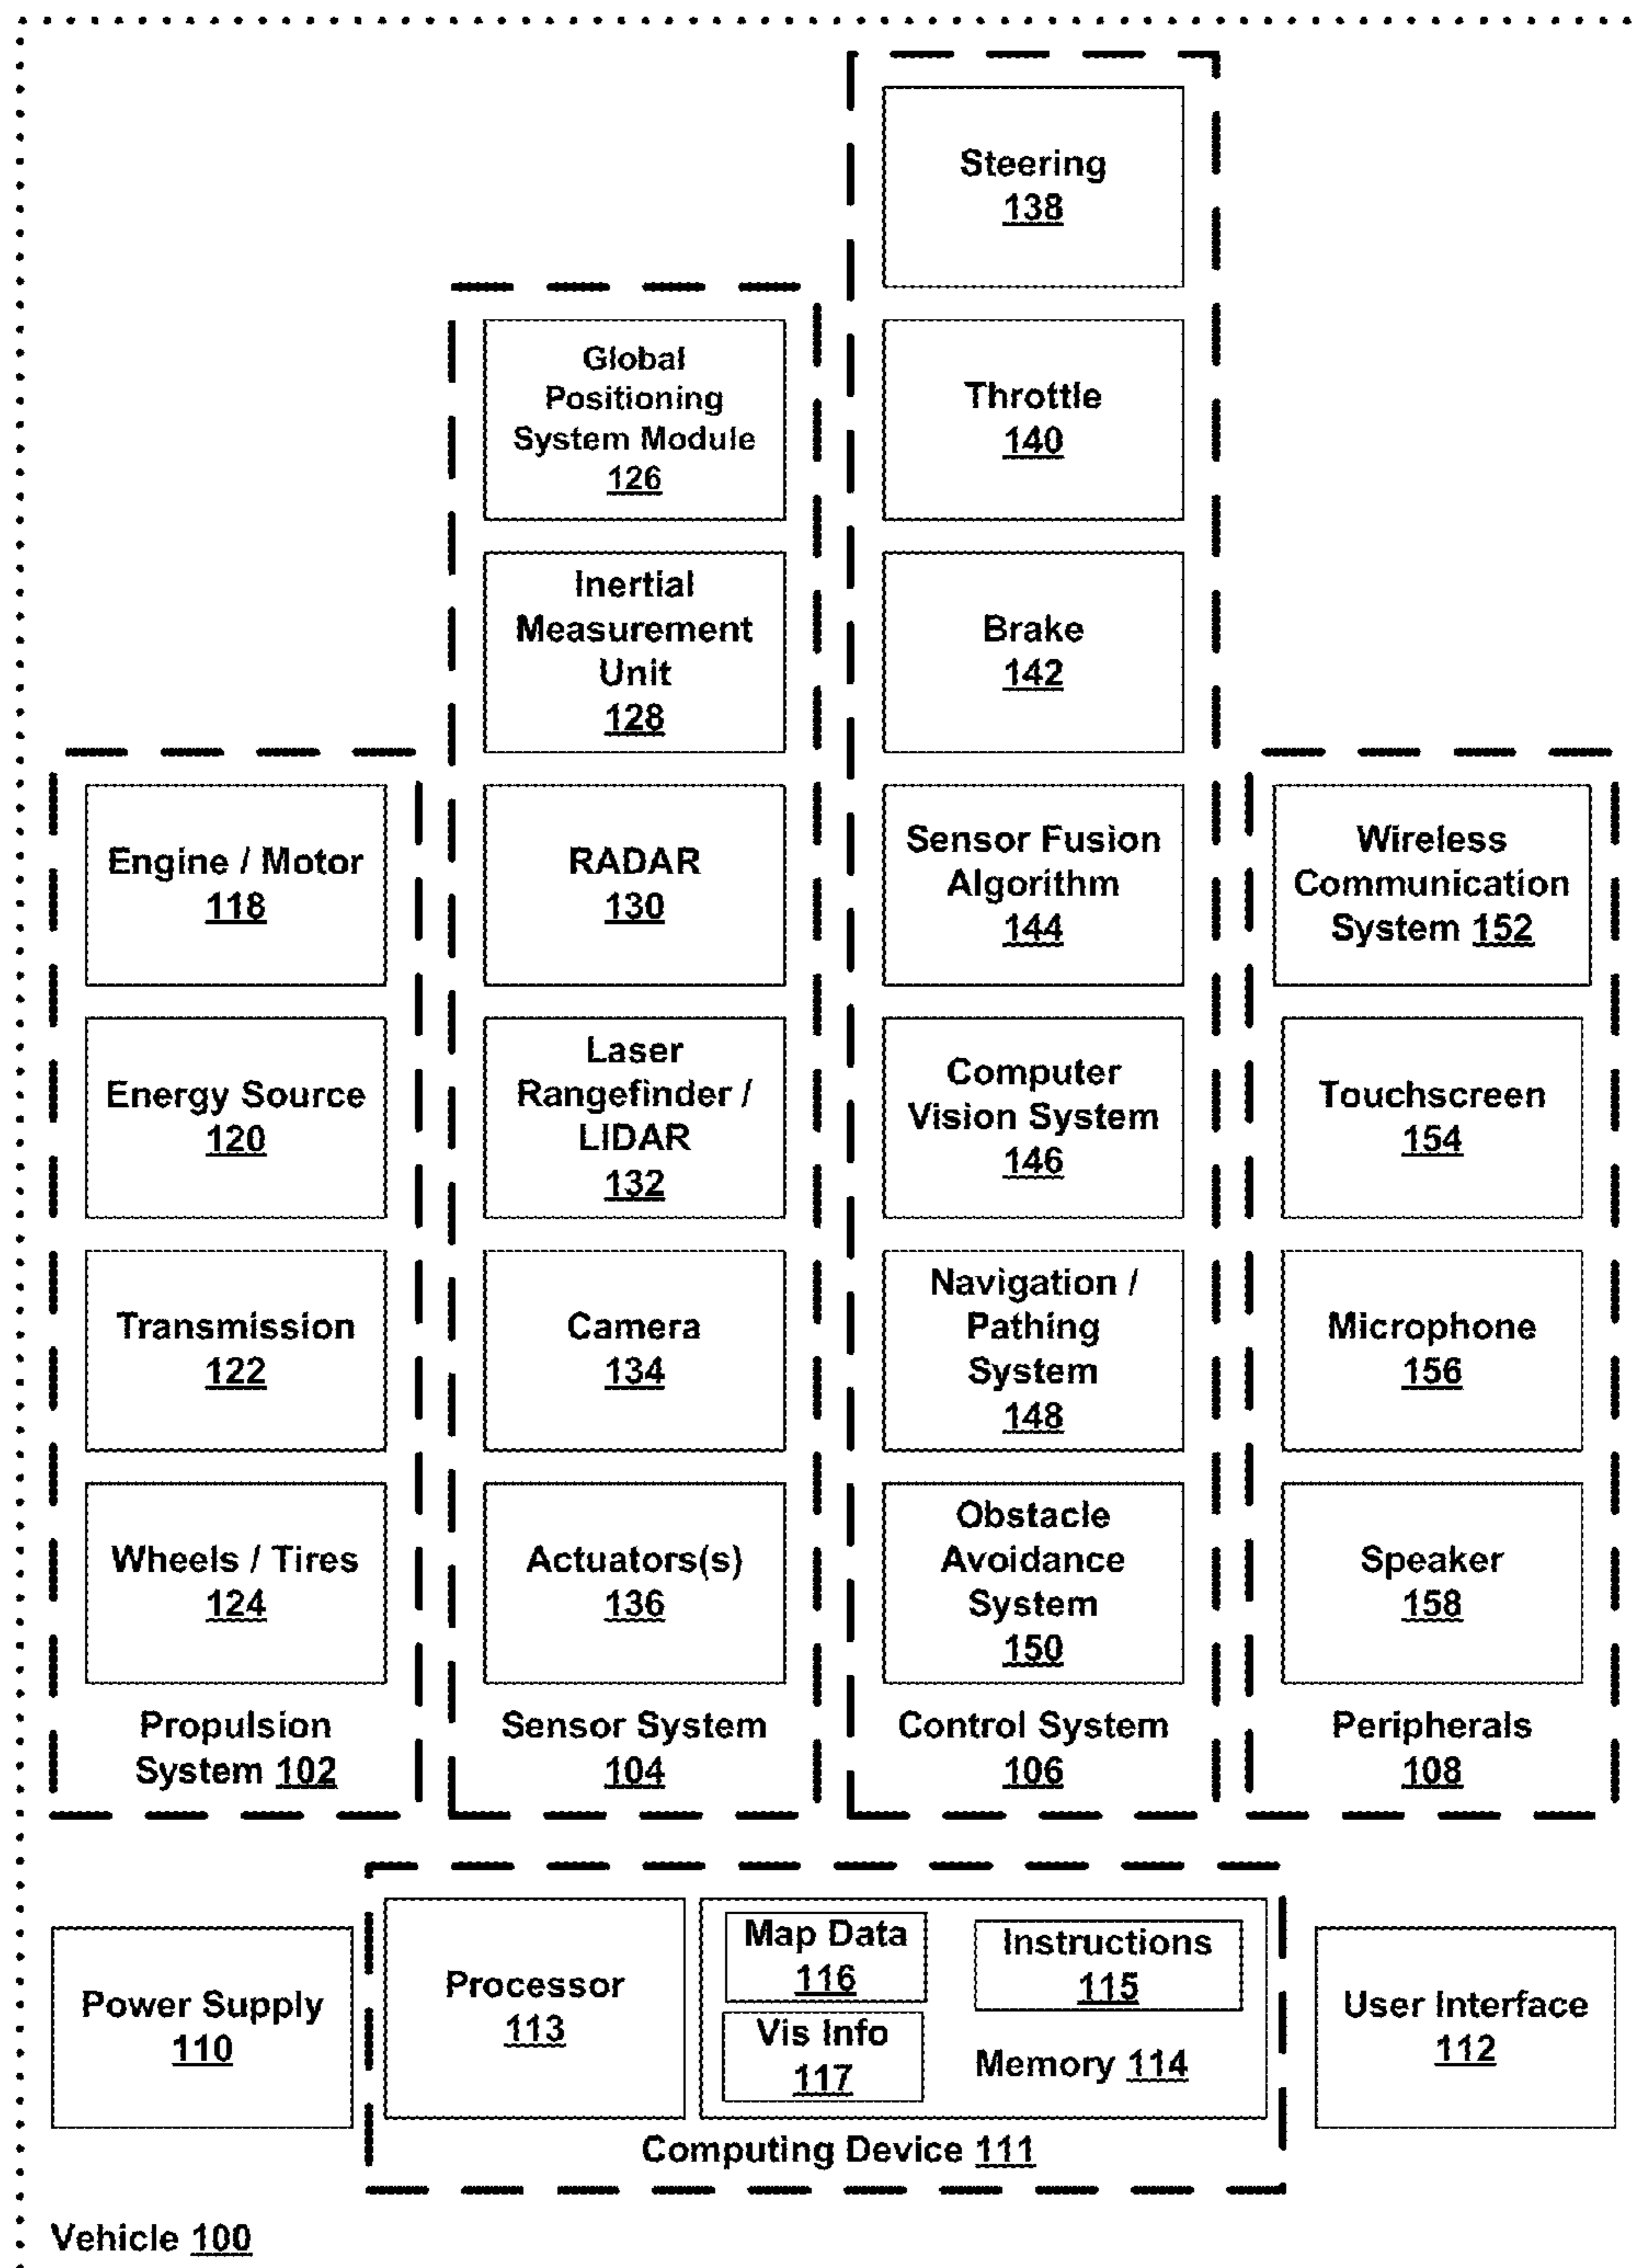 Steering
138
Throttle
140
Brake
142
Sensor Fusion
Algorithm
144
Computer
Vision System
146
Navigation /
Pathing
System
148
Obstacle
Avoidance
System
150
Control System
106
Global
Positioning
System Module
126
Inertial
Measurement
Unit
128
RADAR
130
Laser
Rangefinder /
LIDAR
132
Camera
134
Actuators(s)
136
Sensor System
104
Engine / Motor
118
Energy Source
120
Transmission
122
Wheels / Tires
124
Propulsion
System 102
Wireless
Communication
System 152
Touchscreen
154
Microphone
156
Speaker
158
Peripherals
108
Power Supply
110
Processor
113
Map Data
116
Instructions
115
Vis Info
117
Memory 114
Computing Device 111
User Interface
112
Vehicle 100